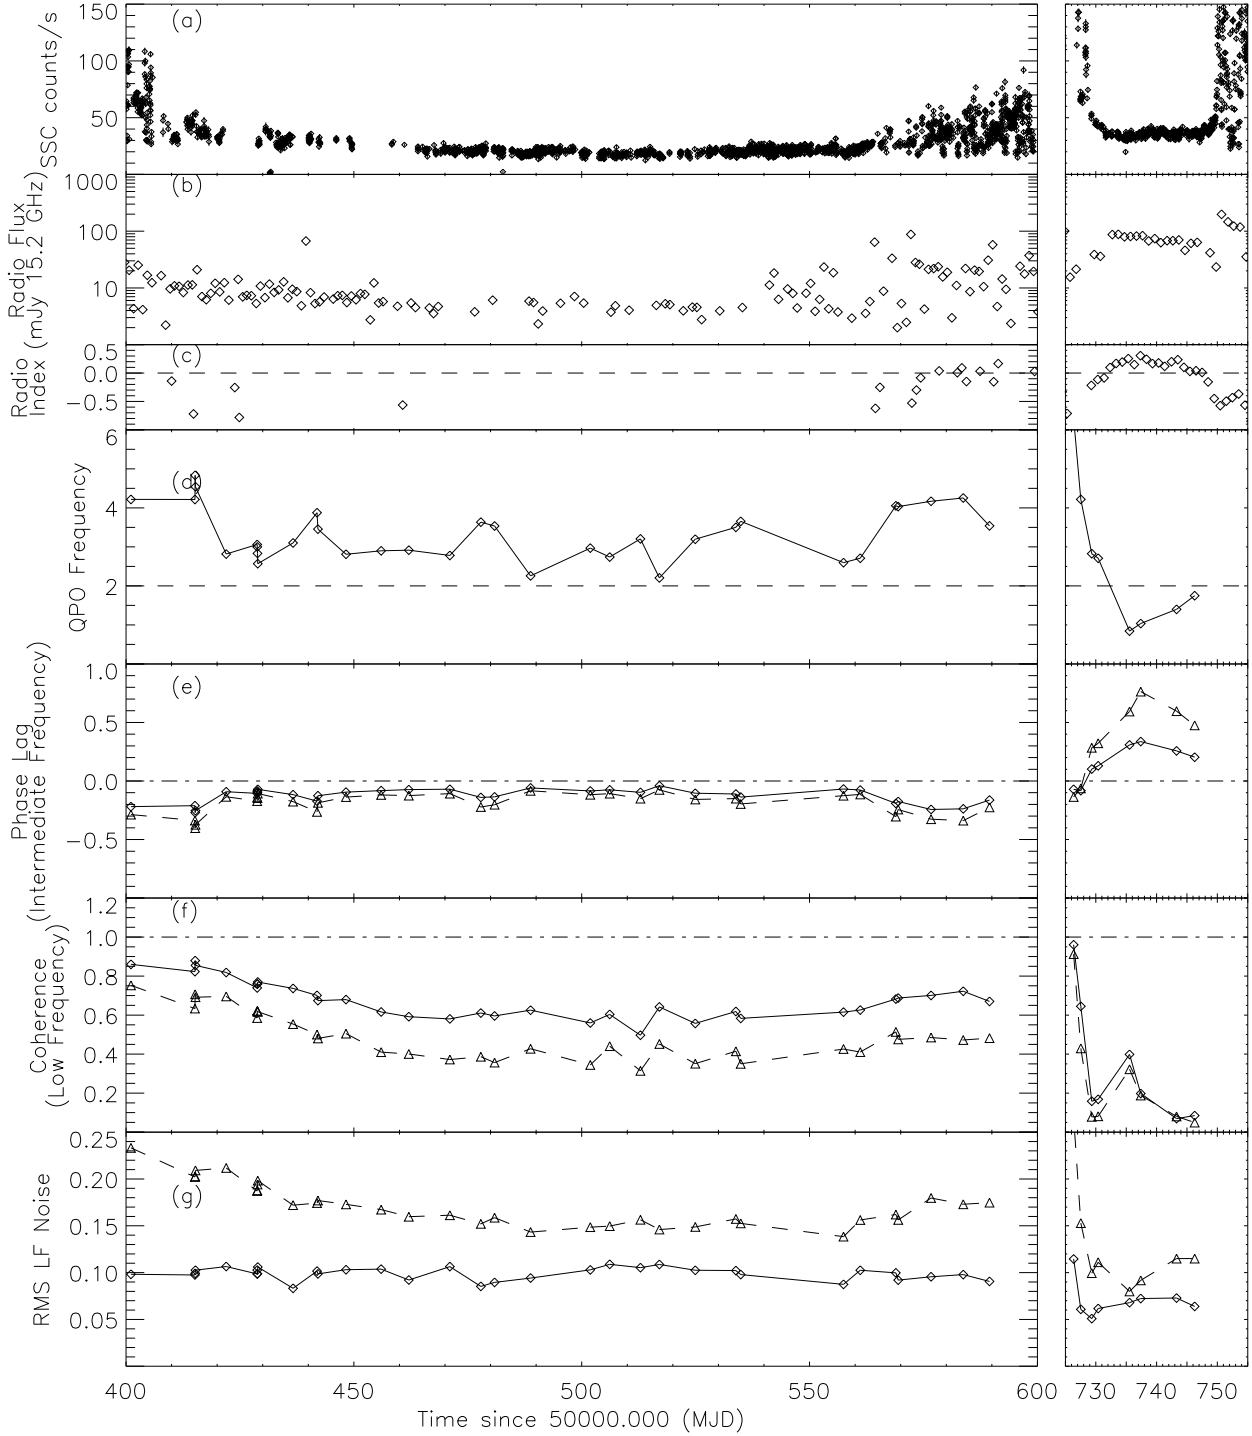 SSC counts/s
150
100
50
(a)
Radio Flux
(mJy 15.2 GHz)
1000
100
10
(b)
Radio
Index
0.5
0.0
−0.5
(c)
QPO Frequency
6
4
2
(d)
Phase Lag
(Intermediate Frequency)
1.0
0.5
0.0
−0.5
(e)
Coherence
(Low Frequency)
1.2
1.0
0.8
0.6
0.4
0.2
(f)
RMS LF Noise
0.25
0.20
0.15
0.10
0.05
(g)
400 450 500 550 600 730 740 750
Time since 50000.000 (MJD)